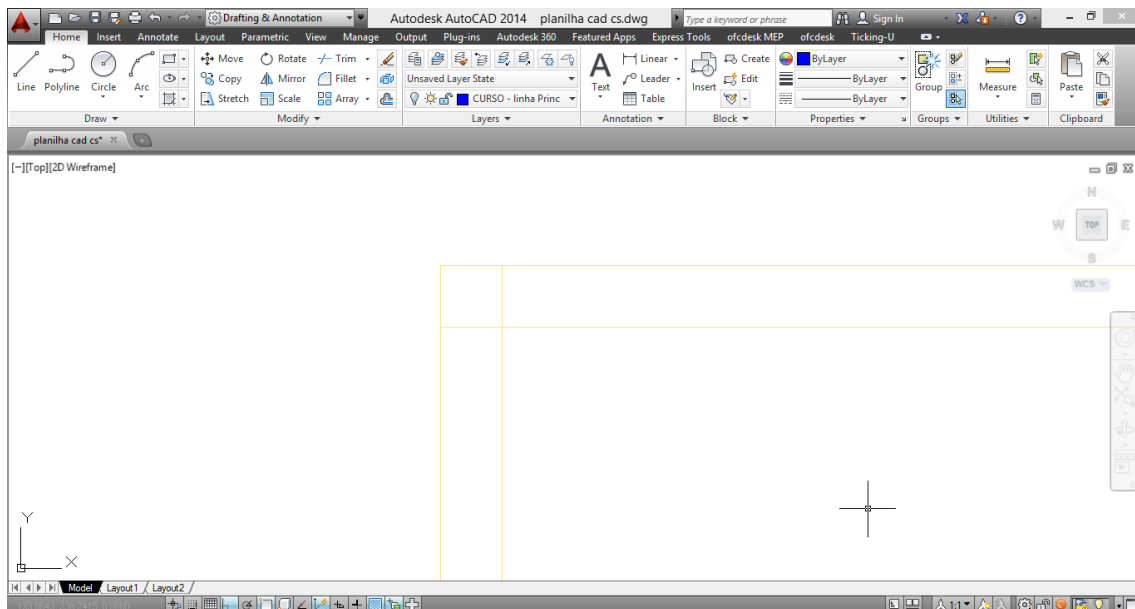 Drafting & Annotation Autodesk AutoCAD 2014 planilha cad cs.dwg Type a keyword or phrase Sign In
Home Insert Annotate Layout Parametric View Manage Output Plug-ins Autodesk 360 Featured Apps Express Tools ofcdesk MEP ofcdesk Ticking-U
Move Rotate Trim Linear Create ByLayer
Line Polyline Circle Arc Copy Mirror Fillet Unsaved Layer State Text Leader Insert Edit ByLayer Group Measure Paste
Stretch Scale Array CURSO - linha Princ Table ByLayer
Draw Modify Layers Annotation Block Properties Groups Utilities Clipboard
planilha cad cs*
[−][Top][2D Wireframe]
N
W TOP E
S
WCS
Y
X
Model Layout1 Layout2
1:1